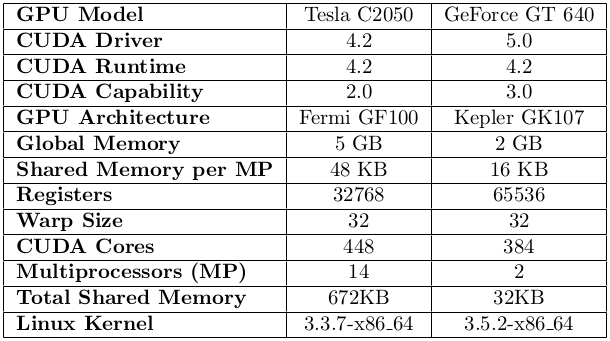 GPU Model Tesla C2050 GeForce GT 640
CUDA Driver 4.2 5.0
CUDA Runtime 4.2 4.2
CUDA Capability 2.0 3.0
GPU Architecture Fermi GF100 Kepler GK107
Global Memory 5 GB 2 GB
Shared Memory per MP 48 KB 16 KB
Registers 32768 65536
Warp Size 32 32
CUDA Cores 448 384
Multiprocessors (MP) 14 2
Total Shared Memory 672KB 32KB
Linux Kernel 3.3.7-x86_64 3.5.2-x86_64